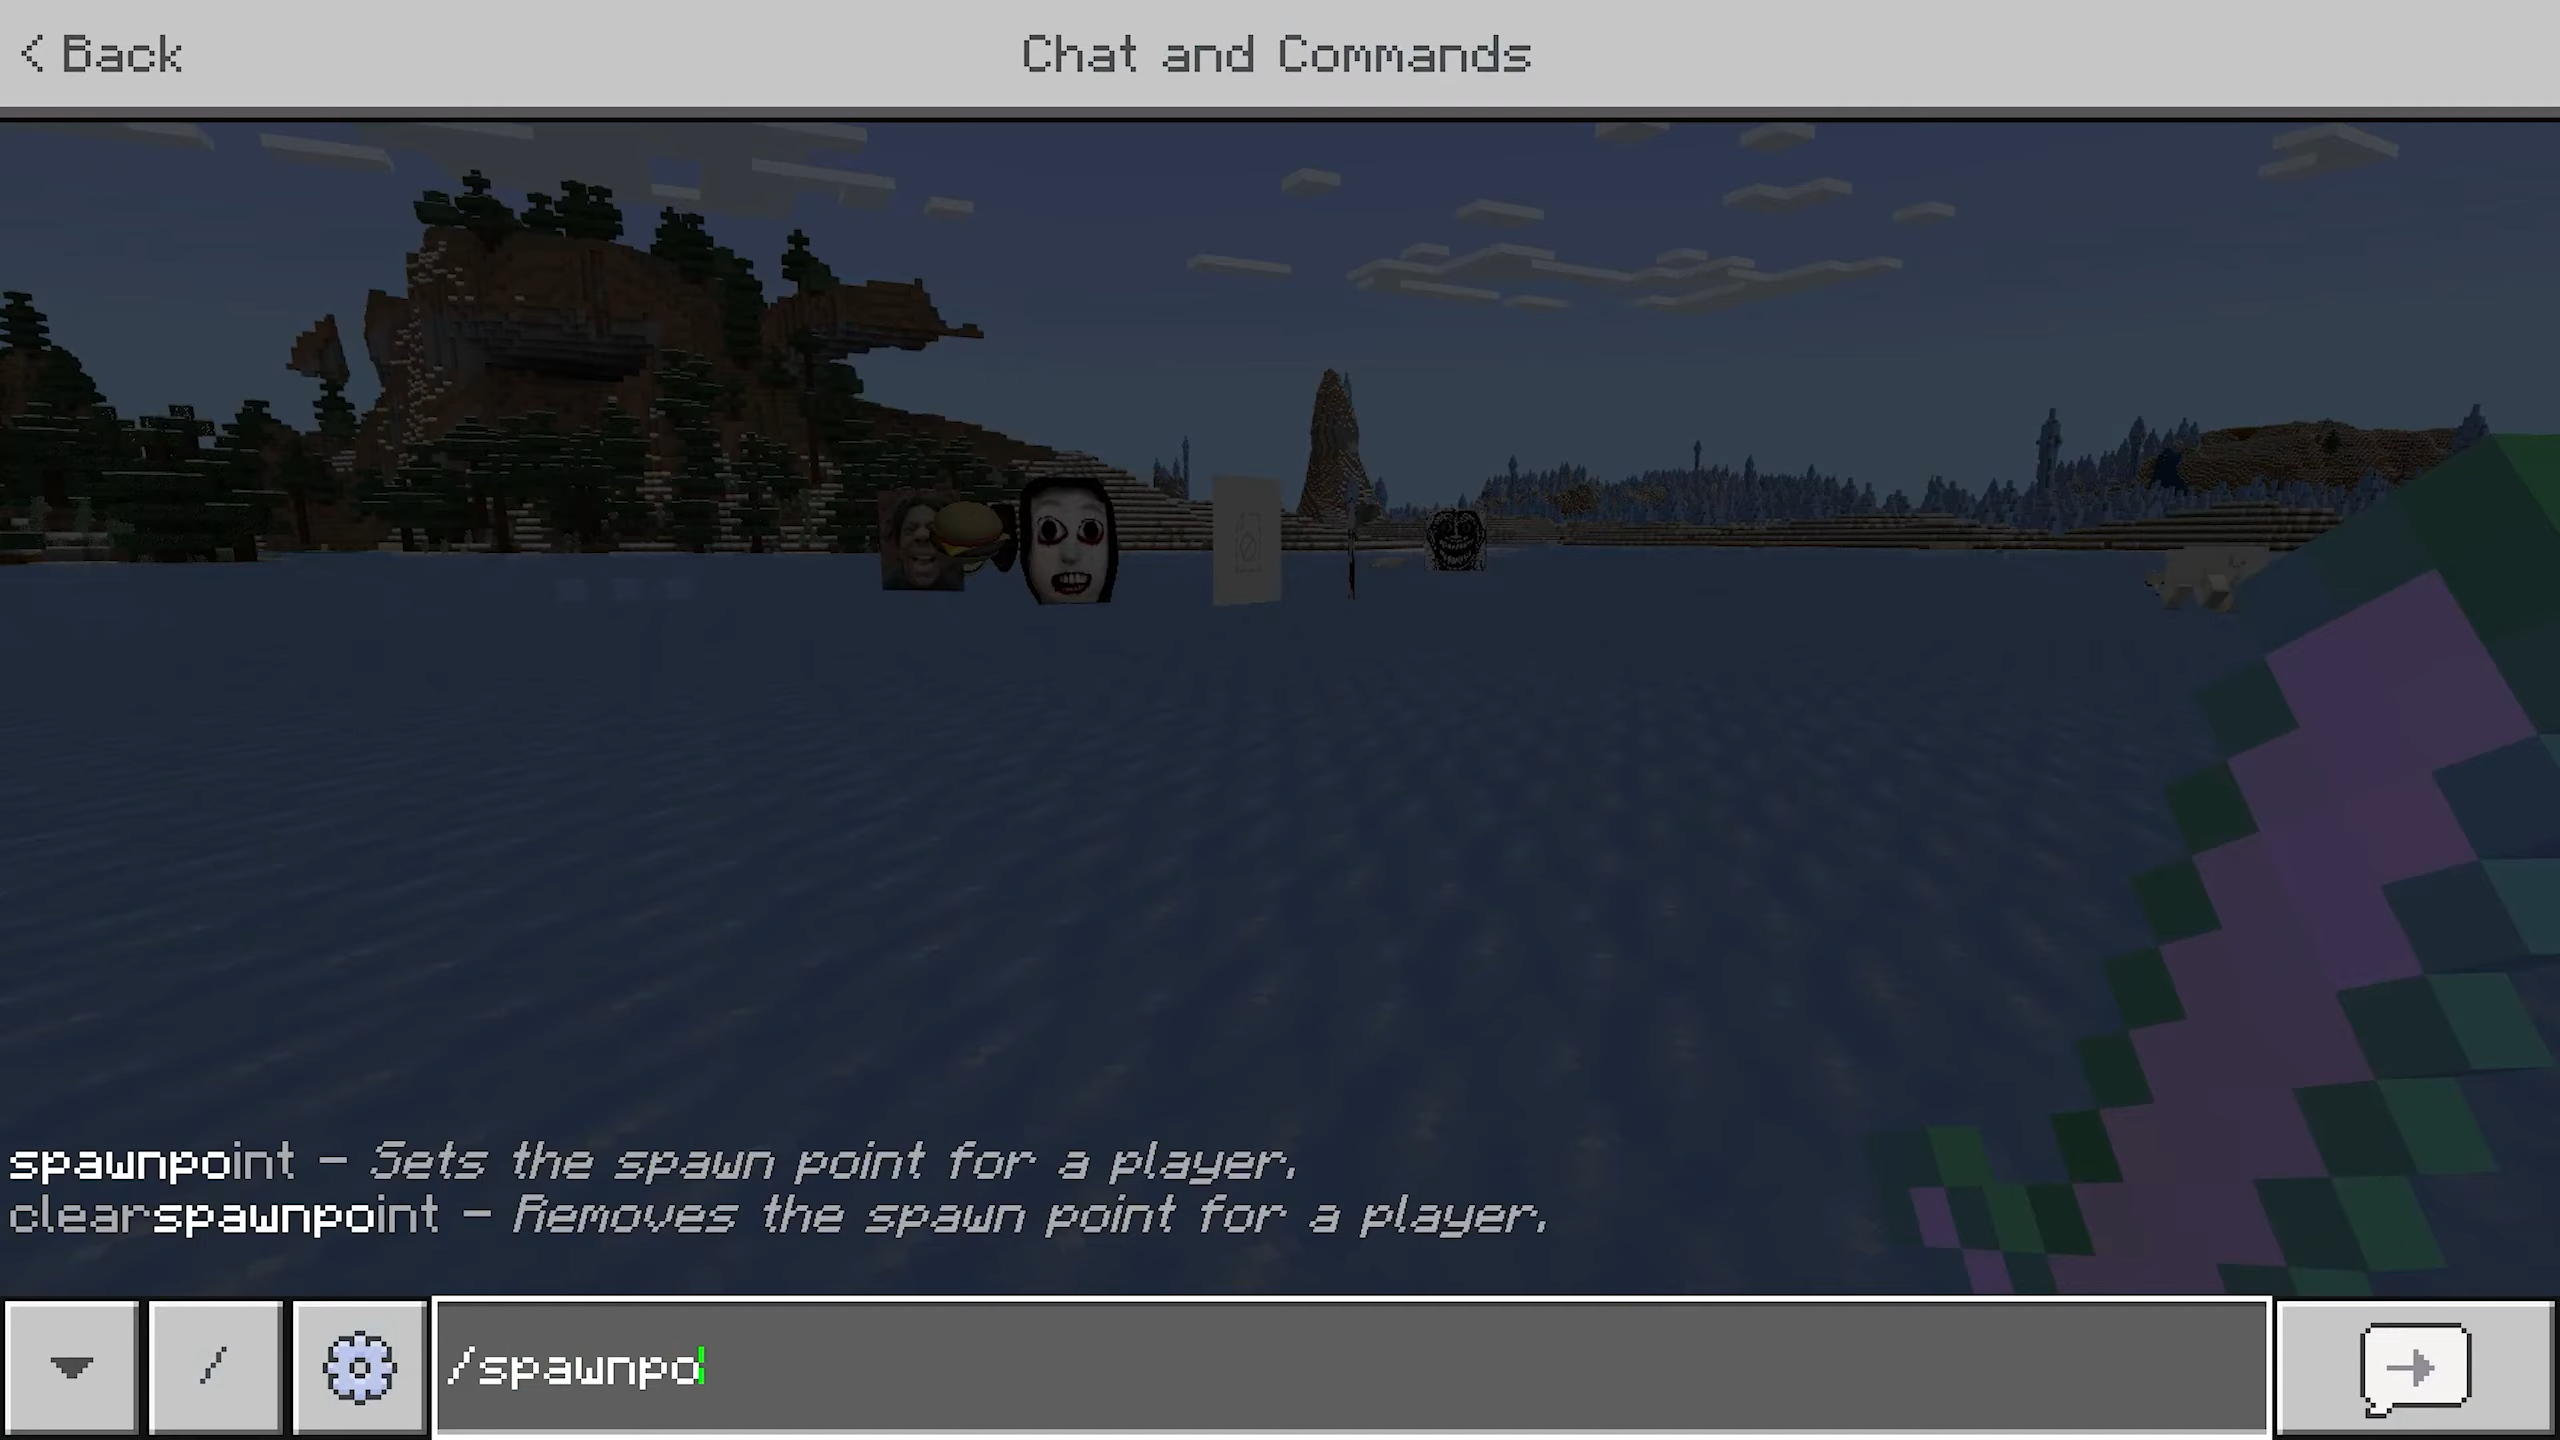 < Back
Chat and Commands
spawnpoint - Sets the spawn point for a player.
clearspawnpoint - Removes the spawn point for a player.
/
/spawnpo